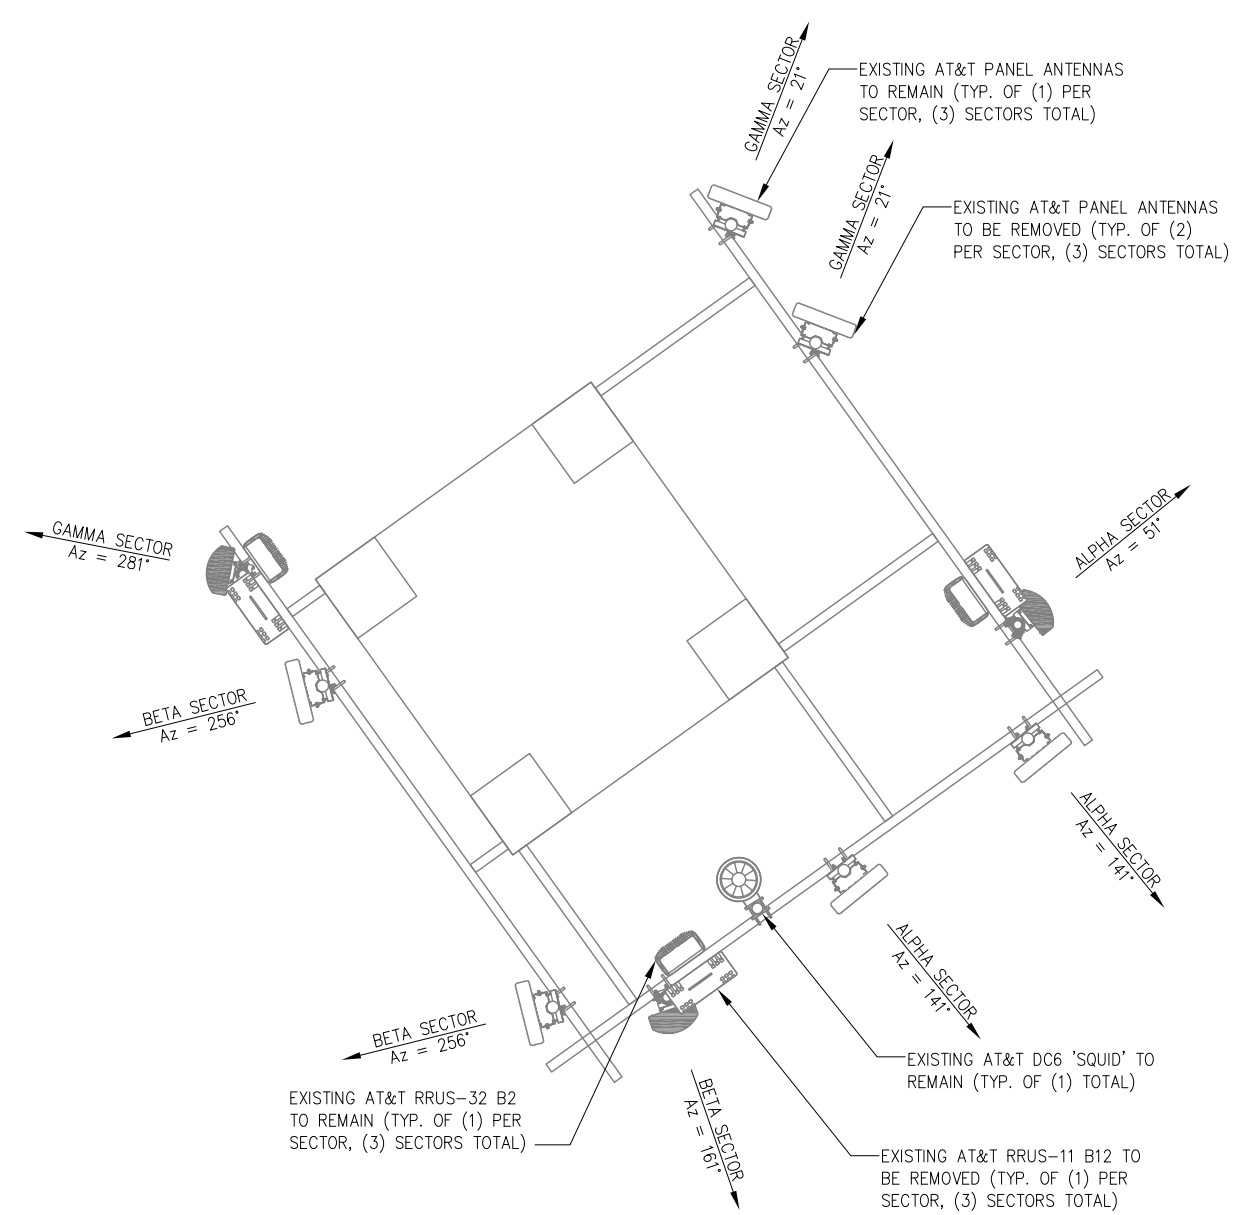 GAMMA SECTOR
Az = 21°
EXISTING AT&T PANEL ANTENNAS
TO REMAIN (TYP. OF (1) PER
SECTOR, (3) SECTORS TOTAL)
GAMMA SECTOR
Az = 21°
EXISTING AT&T PANEL ANTENNAS
TO BE REMOVED (TYP. OF (2)
PER SECTOR, (3) SECTORS TOTAL)
GAMMA SECTOR
Az = 281°
ALPHA SECTOR
Az = 51°
BETA SECTOR
Az = 256°
ALPHA SECTOR
Az = 141°
ALPHA SECTOR
Az = 141°
BETA SECTOR
Az = 256°
EXISTING AT&T DC6 'SQUID' TO
REMAIN (TYP. OF (1) TOTAL)
EXISTING AT&T RRUS-32 B2
TO REMAIN (TYP. OF (1) PER
SECTOR, (3) SECTORS TOTAL)
BETA SECTOR
Az = 161°
EXISTING AT&T RRUS-11 B12 TO
BE REMOVED (TYP. OF (1) PER
SECTOR, (3) SECTORS TOTAL)